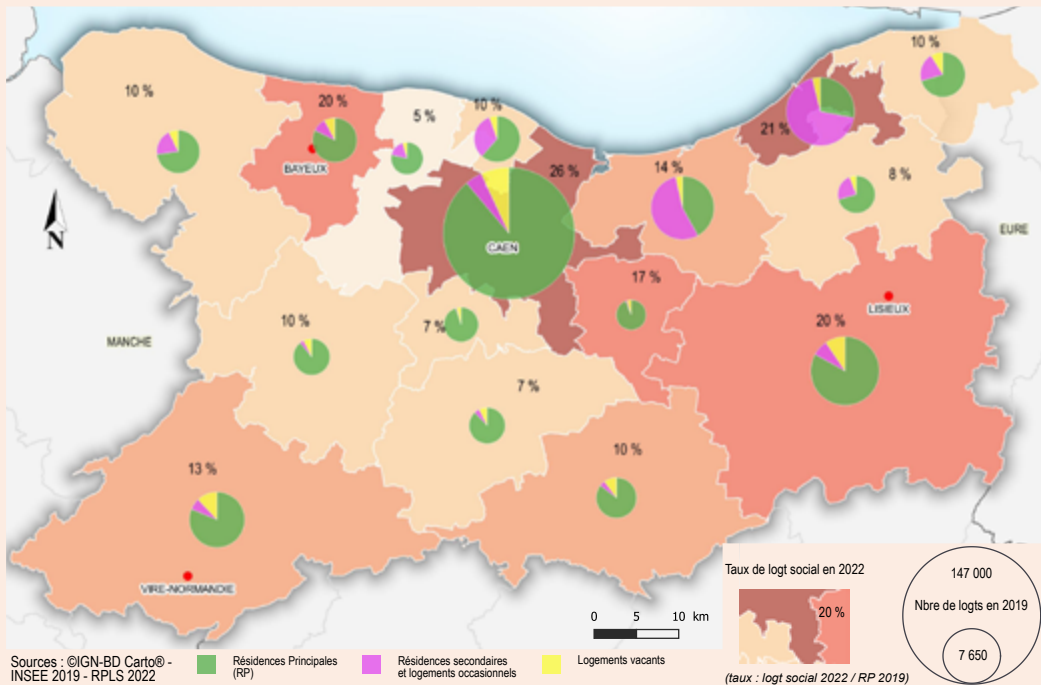 10 %
10 %
20 %
5 %
10 %
21 %
26 %
14 %
8 %
BAYEUX
EURE
CAEN
N
17 %
LISIEUX
10 %
7 %
20 %
MANCHE
7 %
10 %
13 %
VIRE-NORMANDIE
0 5 10 km
Taux de logt social en 2022
20 %
(taux : logt social 2022 / RP 2019)
147 000
Nbre de logts en 2019
7 650
Sources : ©IGN-BD Carto® -
INSEE 2019 - RPLS 2022
Résidences Principales
(RP)
Résidences secondaires
et logements occasionnels
Logements vacants